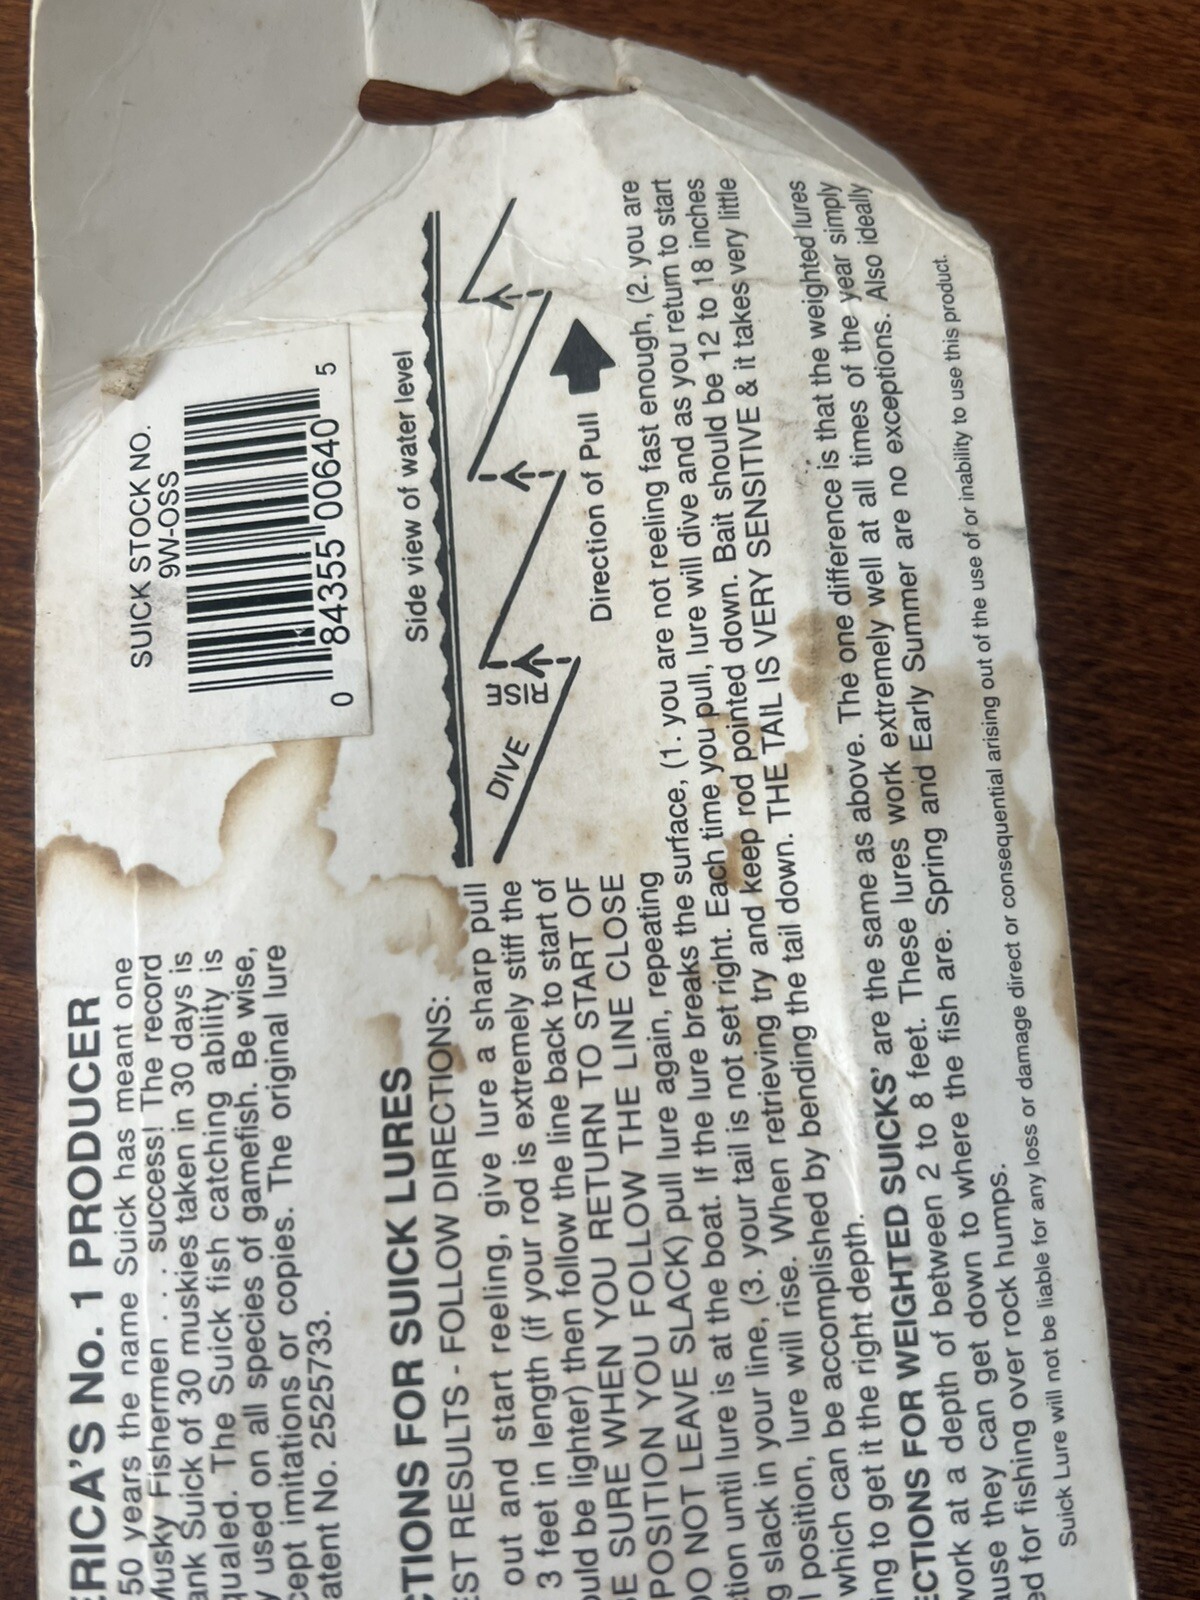 ERICA'S No. 1 PRODUCER
50 years the name Suick has meant one
Musky Fishermen . . . success! The record
ank Suick of 30 muskies taken in 30 days is
qualed. The Suick fish catching ability is
y used on all species of gamefish. Be wise,
cept imitations or copies. The original lure
atent No. 2525733.
SUICK STOCK NO.
9W-OSS
0 84355 00640 5
CTIONS FOR SUICK LURES
EST RESULTS - FOLLOW DIRECTIONS:
out and start reeling, give lure a sharp pull
3 feet in length (if your rod is extremely stiff the
ould be lighter) then follow the line back to start of
BE SURE WHEN YOU RETURN TO START OF
POSITION YOU FOLLOW THE LINE CLOSE
DO NOT LEAVE SLACK) pull lure again, repeating
Side view of water level
DIVE
RISE
Direction of Pull
ction until lure is at the boat. If the lure breaks the surface, (1. you are not reeling fast enough, (2. you are
g slack in your line, (3. your tail is not set right. Each time you pull, lure will dive and as you return to start
l position, lure will rise. When retrieving try and keep rod pointed down. Bait should be 12 to 18 inches
which can be accomplished by bending the tail down. THE TAIL IS VERY SENSITIVE & it takes very little
ing to get it the right depth.
ECTIONS FOR WEIGHTED SUICKS' are the same as above. The one difference is that the weighted lures
work at a depth of between 2 to 8 feet. These lures work extremely well at all times of the year simply
ause they can get down to where the fish are: Spring and Early Summer are no exceptions. Also ideally
ed for fishing over rock humps.
Suick Lure will not be liable for any loss or damage direct or consequential arising out of the use of or inability to use this product.